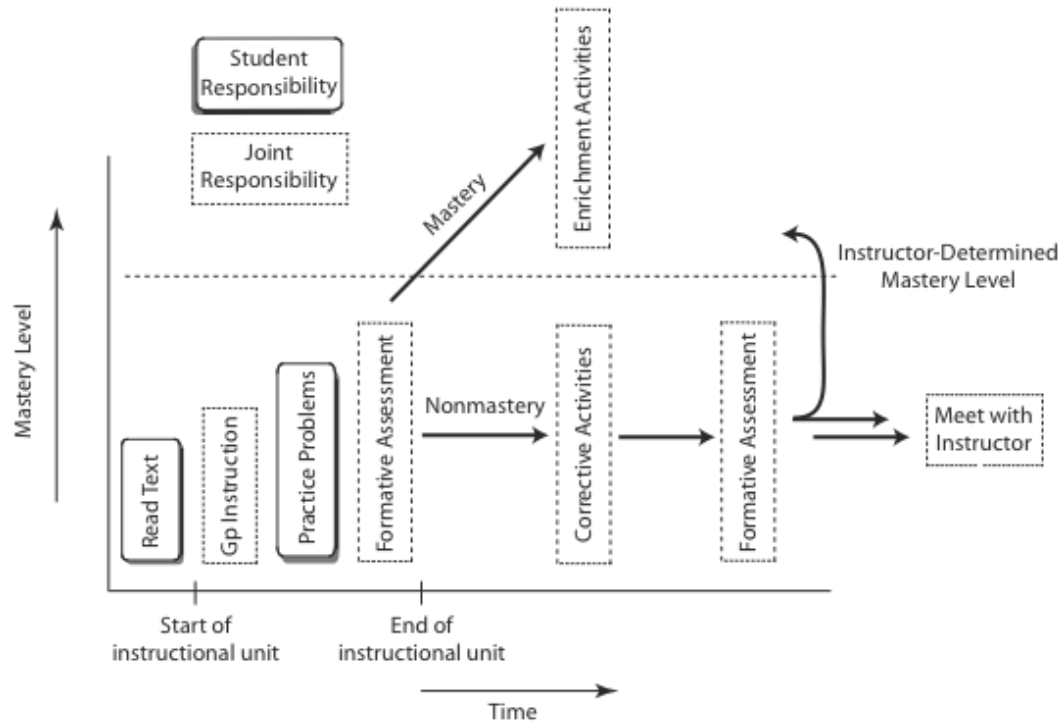 Student
Responsibility
Joint
Responsibility
Enrichment Activities
Mastery
Instructor-Determined
Mastery Level
Mastery Level
Read Text
Gp Instruction
Practice Problems
Formative Assessment
Nonmastery
Corrective Activities
Formative Assessment
Meet with
Instructor
Start of
instructional unit
End of
instructional unit
Time